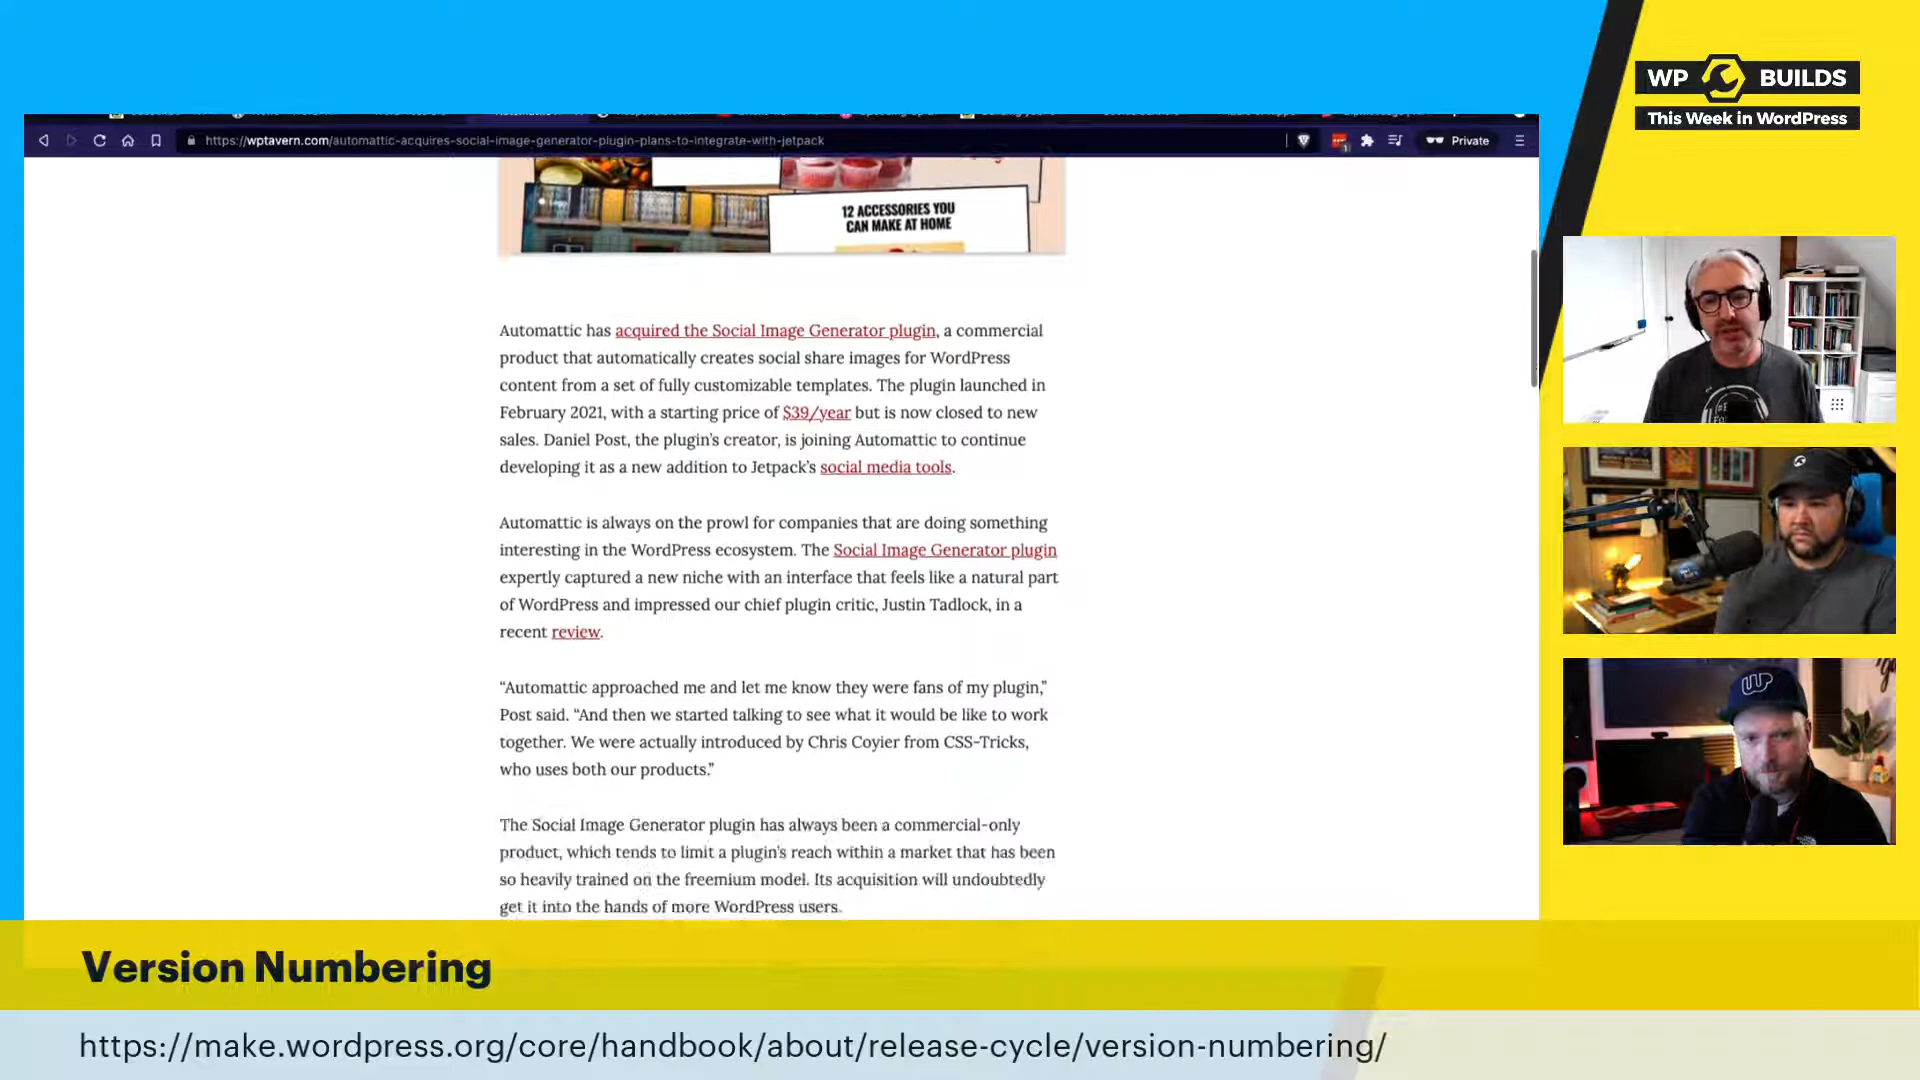 WP BUILDS
This Week in WordPress
https://wptavern.com/automattic-acquires-social-image-generator-plugin-plans-to-integrate-with-jetpack
1
Private
12 ACCESSORIES YOU
CAN MAKE AT HOME
Automattic has acquired the Social Image Generator plugin, a commercial
product that automatically creates social share images for WordPress
content from a set of fully customizable templates. The plugin launched in
February 2021, with a starting price of $39/year but is now closed to new
sales. Daniel Post, the plugin’s creator, is joining Automattic to continue
developing it as a new addition to Jetpack’s social media tools.
Automattic is always on the prowl for companies that are doing something
interesting in the WordPress ecosystem. The Social Image Generator plugin
expertly captured a new niche with an interface that feels like a natural part
of WordPress and impressed our chief plugin critic, Justin Tadlock, in a
recent review.
“Automattic approached me and let me know they were fans of my plugin,”
Post said. “And then we started talking to see what it would be like to work
together. We were actually introduced by Chris Coyier from CSS-Tricks,
who uses both our products.”
The Social Image Generator plugin has always been a commercial-only
product, which tends to limit a plugin’s reach within a market that has been
so heavily trained on the freemium model. Its acquisition will undoubtedly
get it into the hands of more WordPress users.
Version Numbering
https://make.wordpress.org/core/handbook/about/release-cycle/version-numbering/